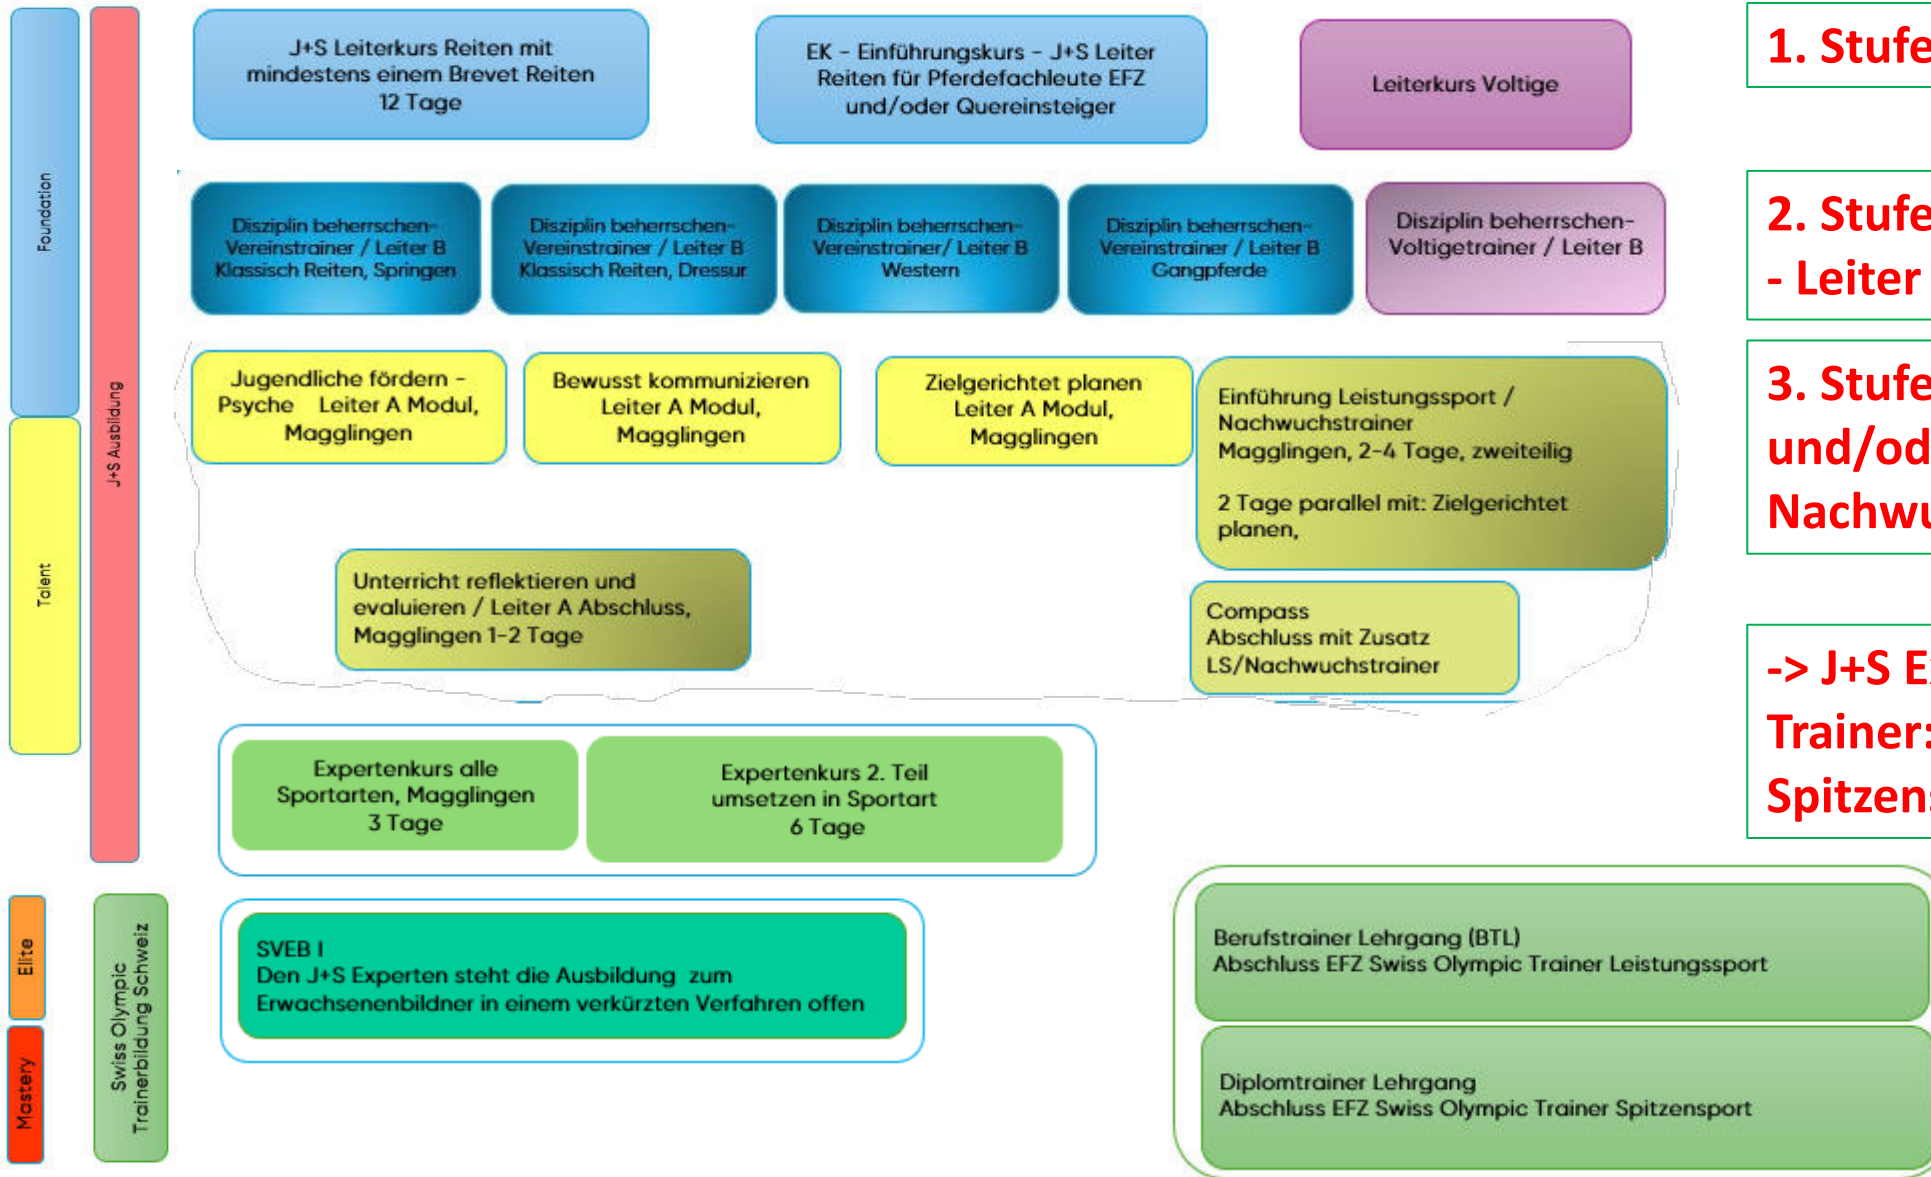 Foundation
Talent
J+S Ausbildung
Elite
Mastery
Swiss Olympic
Trainerbildung Schweiz
J+S Leiterkurs Reiten mit
mindestens einem Brevet Reiten
12 Tage
EK - Einführungskurs - J+S Leiter
Reiten für Pferdefachleute EFZ
und/oder Quereinsteiger
Leiterkurs Voltige
1. Stufe
Disziplin beherrschen-
Vereinstrainer / Leiter B
Klassisch Reiten, Springen
Disziplin beherrschen-
Vereinstrainer / Leiter B
Klassisch Reiten, Dressur
Disziplin beherrschen-
Vereinstrainer/ Leiter B
Western
Disziplin beherrschen-
Vereinstrainer / Leiter B
Gangpferde
Disziplin beherrschen-
Voltigetrainer / Leiter B
2. Stufe
- Leiter
Jugendliche fördern -
Psyche Leiter A Modul,
Magglingen
Bewusst kommunizieren
Leiter A Modul,
Magglingen
Zielgerichtet planen
Leiter A Modul,
Magglingen
Einführung Leistungssport /
Nachwuchstrainer
Magglingen, 2-4 Tage, zweiteilig
2 Tage parallel mit: Zielgerichtet
planen,
3. Stufe
und/od
Nachwu
Unterricht reflektieren und
evaluieren / Leiter A Abschluss,
Magglingen 1-2 Tage
Compass
Abschluss mit Zusatz
LS/Nachwuchstrainer
-> J+S E
Trainer:
Spitzen
Expertenkurs alle
Sportarten, Magglingen
3 Tage
Expertenkurs 2. Teil
umsetzen in Sportart
6 Tage
SVEB I
Den J+S Experten steht die Ausbildung zum
Erwachsenenbildner in einem verkürzten Verfahren offen
Berufstrainer Lehrgang (BTL)
Abschluss EFZ Swiss Olympic Trainer Leistungssport
Diplomtrainer Lehrgang
Abschluss EFZ Swiss Olympic Trainer Spitzensport